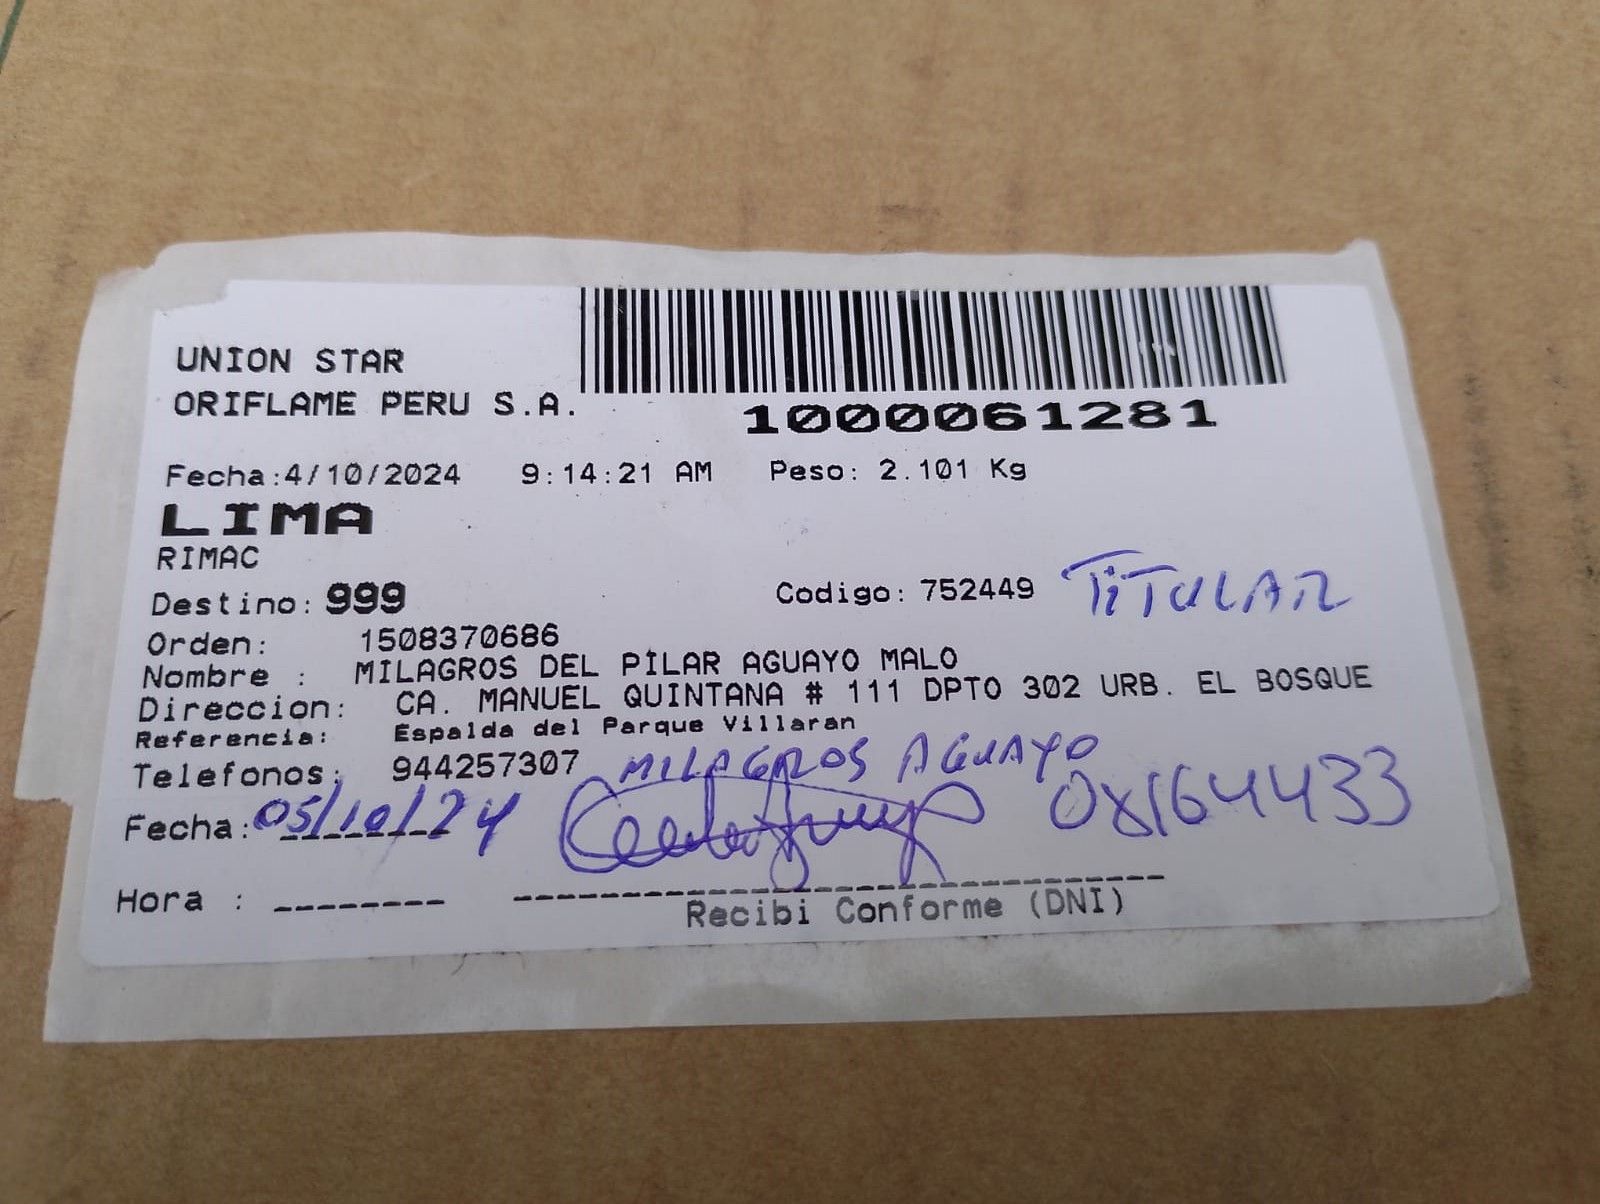 UNION STAR
ORIFLAME PERU S.A.
1000061281
Fecha:4/10/2024 9:14:21 AM Peso: 2.101 Kg
LIMA
RIMAC
Destino: 999 Codigo: 752449 TITULAR
Orden: 1508370686
Nombre : MILAGROS DEL PILAR AGUAYO MALO
Direccion: CA. MANUEL QUINTANA # 111 DPTO 302 URB. EL BOSQUE
Referencia: Espalda del Parque Villaran
Telefonos: 944257307 MILAGROS AGUAYO
Fecha: 05/10/24 08164433
Hora : --------
Recibi Conforme (DNI)